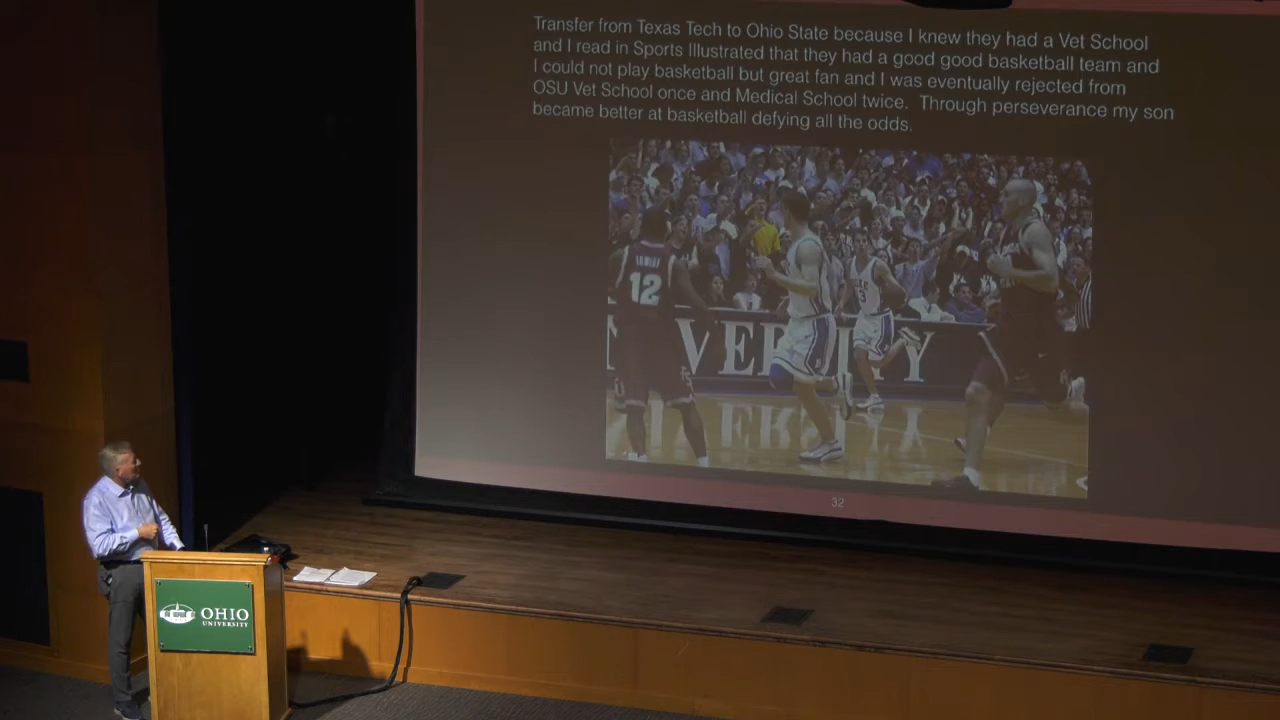 Transfer from Texas Tech to Ohio State because I knew they had a Vet School
and I read in Sports Illustrated that they had a good good basketball team and
I could not play basketball but great fan and I was eventually rejected from
OSU Vet School once and Medical School twice. Through perseverance my son
became better at basketball defying all the odds.
12
3
VERSITY
32
OHIO
UNIVERSITY